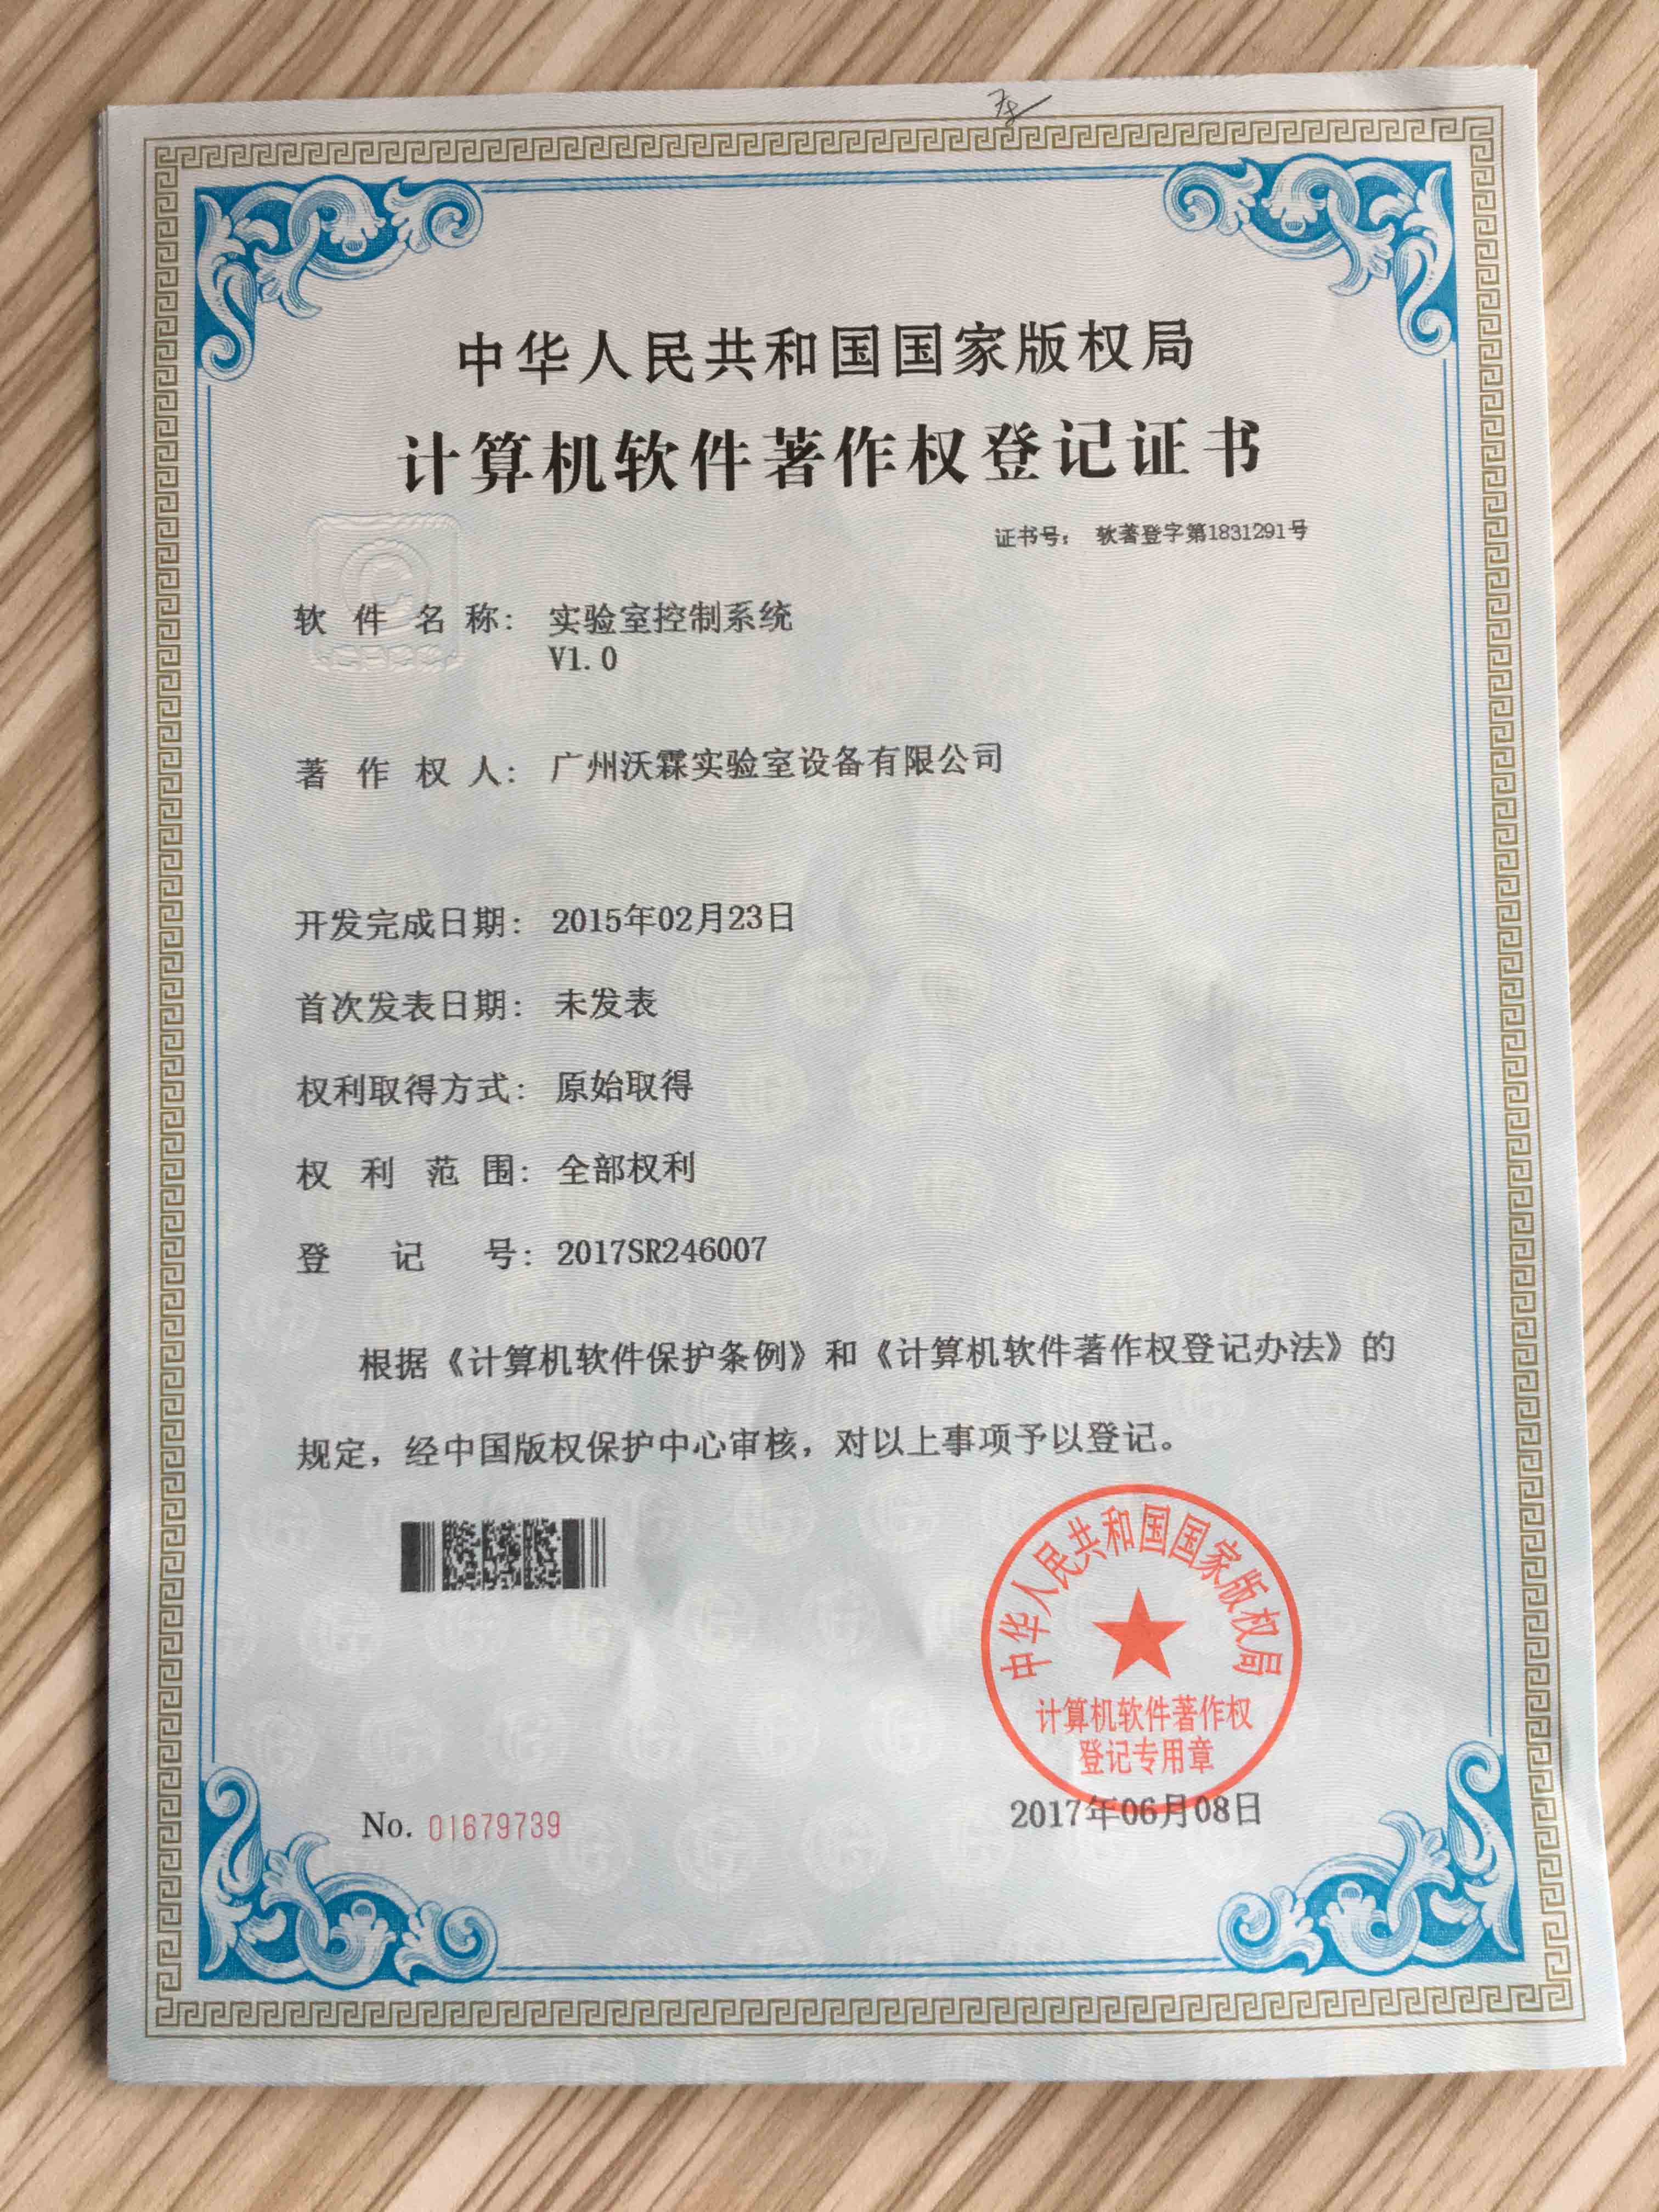 中华人民共和国国家版权局
计算机软件著作权登记证书
证书号： 软著登字第1831291号
软件名称： 实验室控制系统
V1.0
著作权人： 广州沃霖实验室设备有限公司
开发完成日期： 2015年02月23日
首次发表日期： 未发表
权利取得方式： 原始取得
权利范围： 全部权利
登记号： 2017SR246007
根据《计算机软件保护条例》和《计算机软件著作权登记办法》的
规定，经中国版权保护中心审核，对以上事项予以登记。
中华人民共和国国家版权局
计算机软件著作权
登记专用章
No. 01679739
2017年06月08日